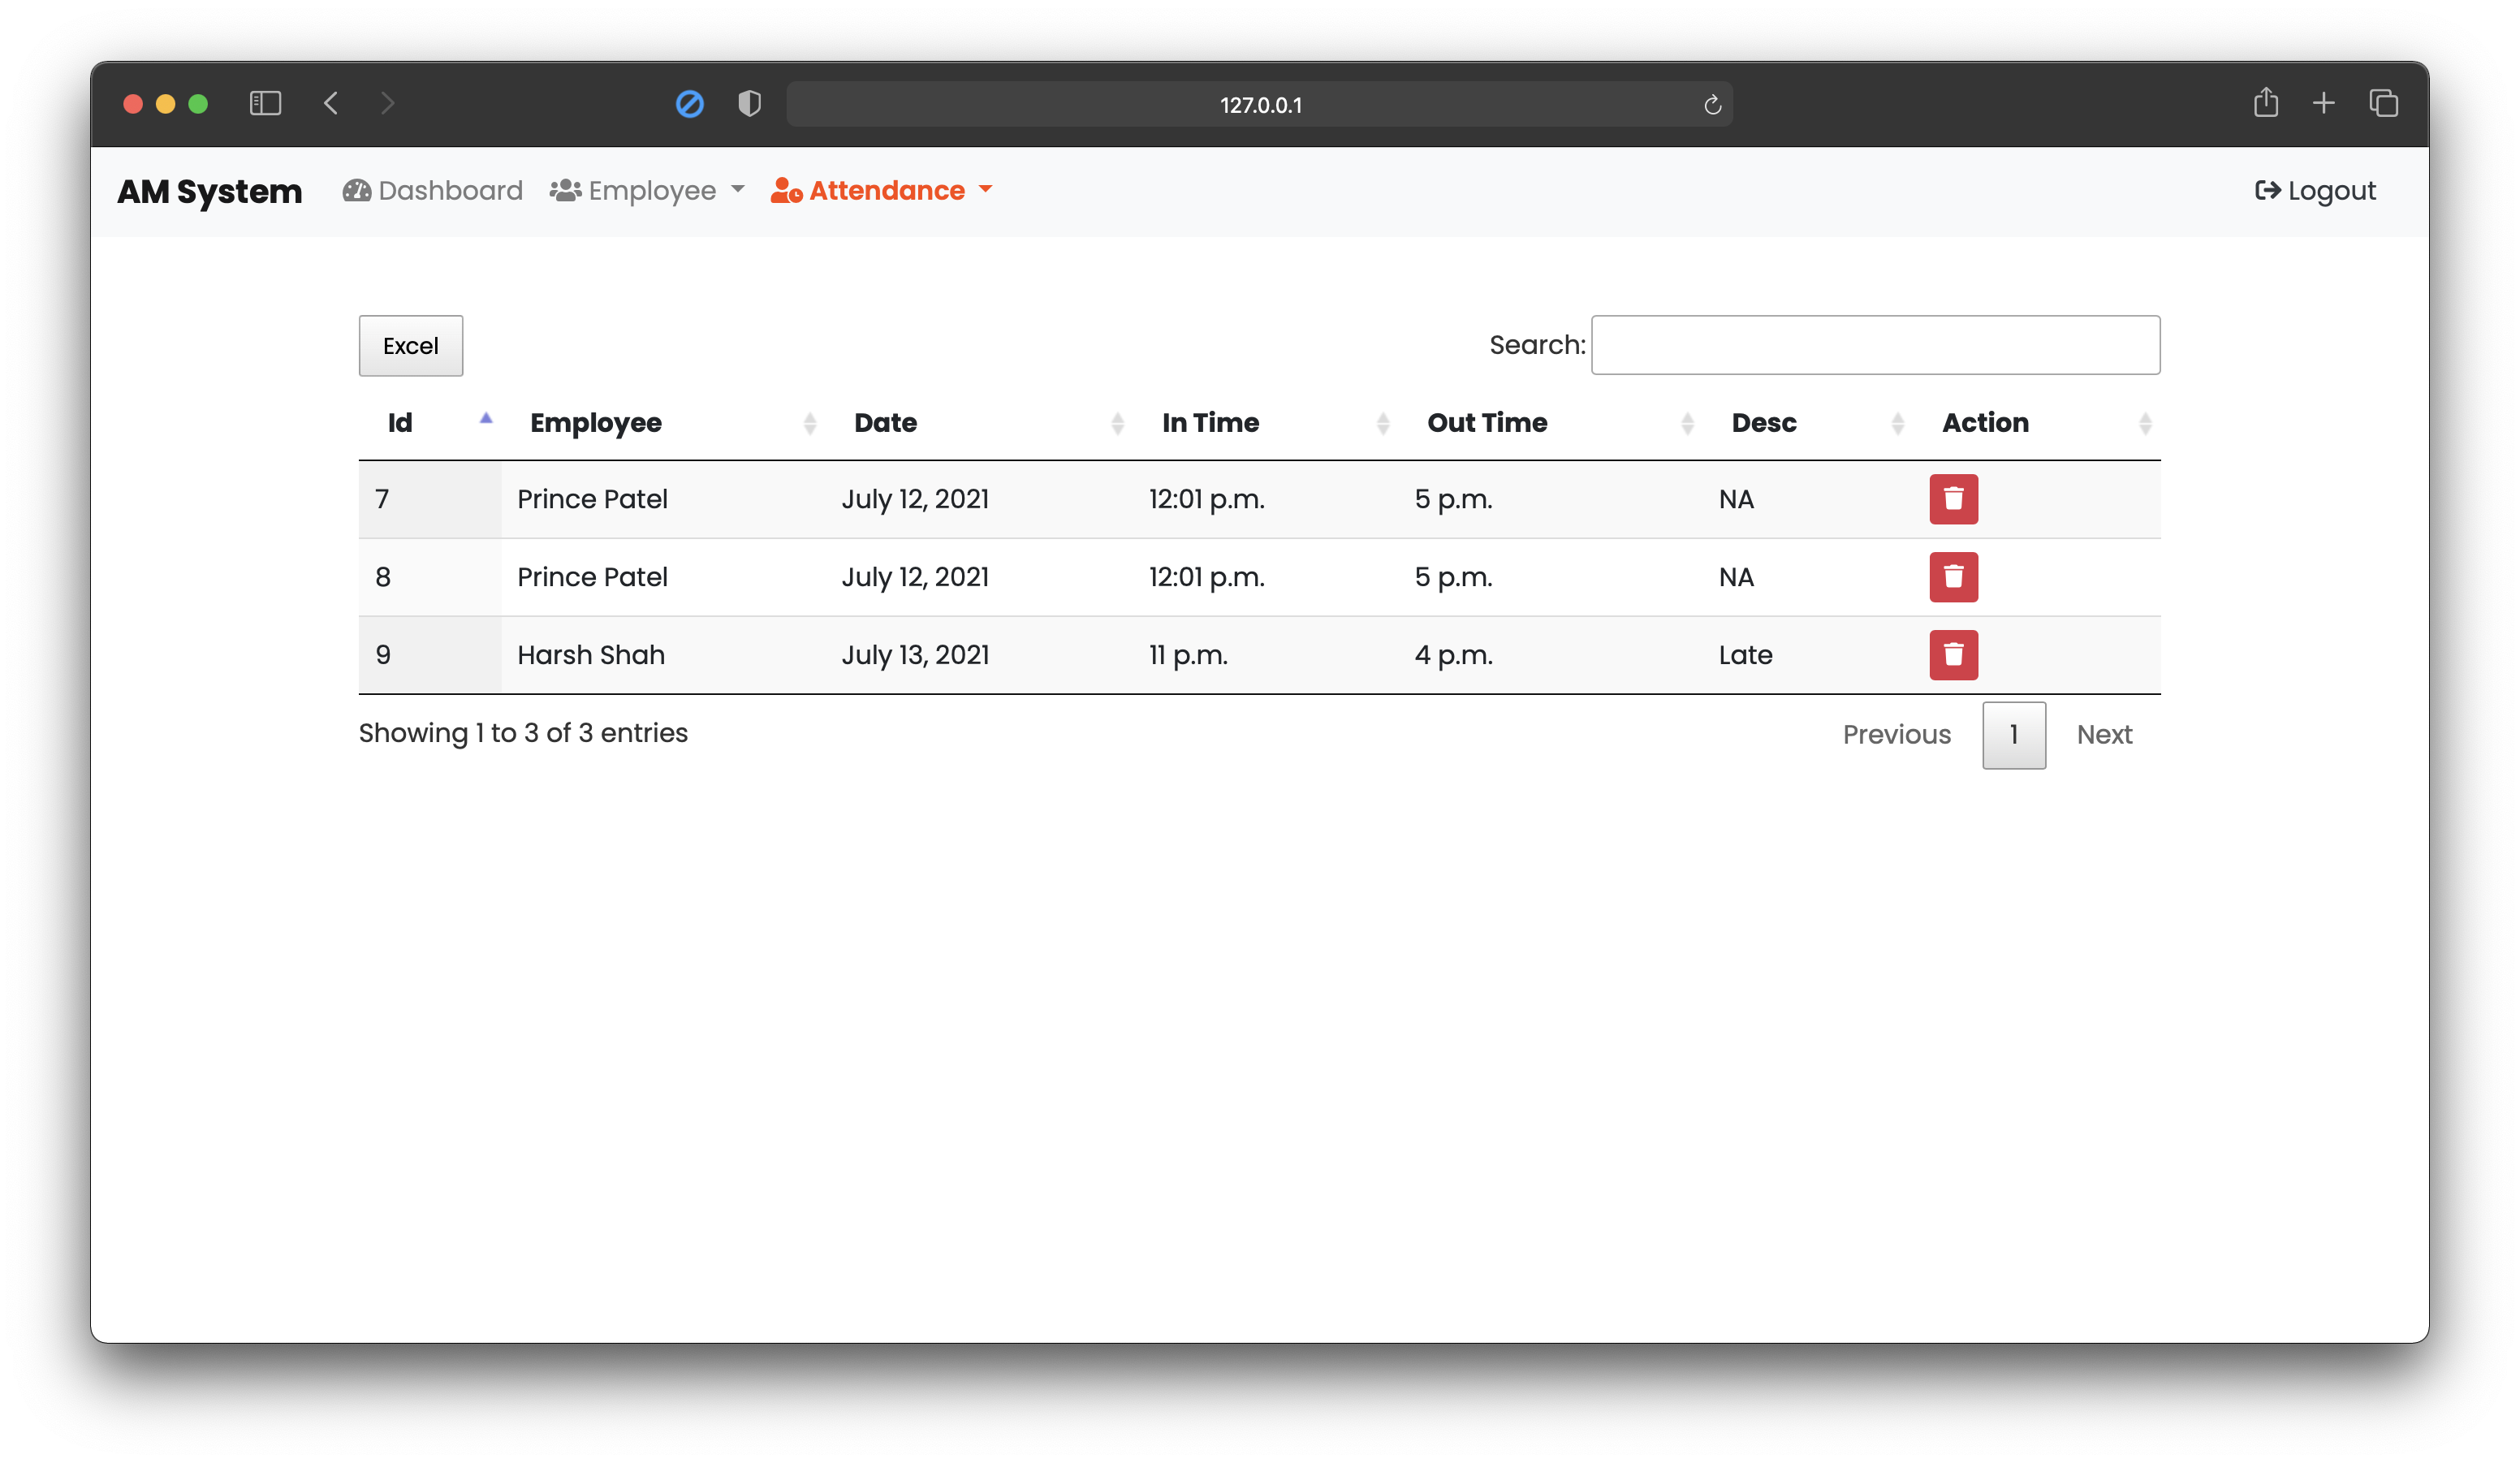 127.0.0.1
AM System Dashboard Employee Attendance Logout
Excel Search:
Id Employee Date In Time Out Time Desc Action
7 Prince Patel July 12, 2021 12:01 p.m. 5 p.m. NA
8 Prince Patel July 12, 2021 12:01 p.m. 5 p.m. NA
9 Harsh Shah July 13, 2021 11 p.m. 4 p.m. Late
Showing 1 to 3 of 3 entries Previous 1 Next